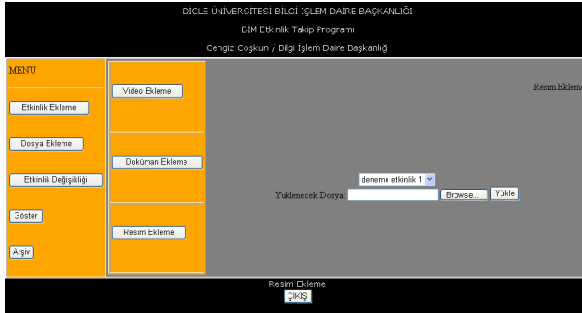 DİCLE ÜNİVERSİTESİ BİLGİ İŞLEM DAİRE BAŞKANLIĞI
BİM Etkinlik Takip Programı
Cengiz Coşkun / Bilgi İşlem Daire Başkanlığı
MENU
Etkinlik Ekleme
Dosya Ekleme
Etkinlik Değişikliği
Göster
Arşiv
Video Ekleme
Doküman Ekleme
Resim Ekleme
Resim Ekleme
deneme etkinlik 1
Yüklenecek Dosya:
Browse...
Yükle
Resim Ekleme
ÇIKIŞ